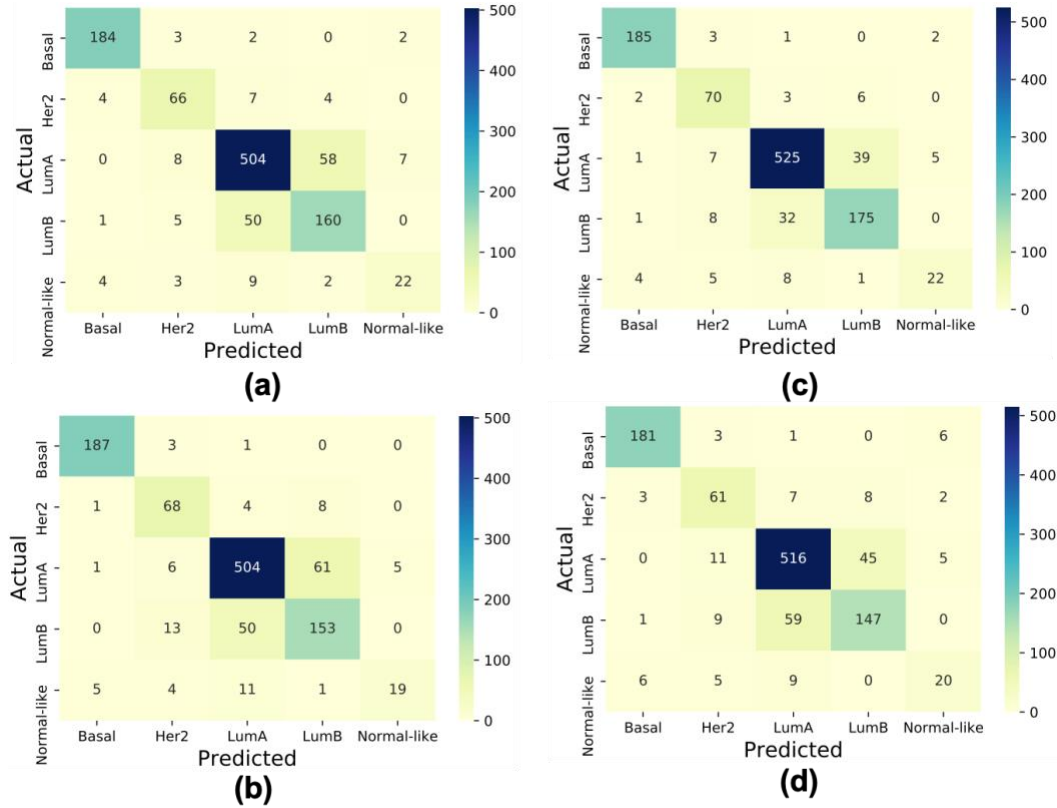 Actual
Basal
Her2
LumA
LumB
Normal-like
184 3 2 0 2
4 66 7 4 0
0 8 504 58 7
1 5 50 160 0
4 3 9 2 22
Basal Her2 LumA LumB Normal-like
Predicted
500
400
300
200
100
0
(a)
Actual
Basal
Her2
LumA
LumB
Normal-like
185 3 1 0 2
2 70 3 6 0
1 7 525 39 5
1 8 32 175 0
4 5 8 1 22
Basal Her2 LumA LumB Normal-like
Predicted
500
400
300
200
100
0
(c)
Actual
Basal
Her2
LumA
LumB
Normal-like
187 3 1 0 0
1 68 4 8 0
1 6 504 61 5
0 13 50 153 0
5 4 11 1 19
Basal Her2 LumA LumB Normal-like
Predicted
500
400
300
200
100
0
(b)
Actual
Basal
Her2
LumA
LumB
Normal-like
181 3 1 0 6
3 61 7 8 2
0 11 516 45 5
1 9 59 147 0
6 5 9 0 20
Basal Her2 LumA LumB Normal-like
Predicted
500
400
300
200
100
0
(d)